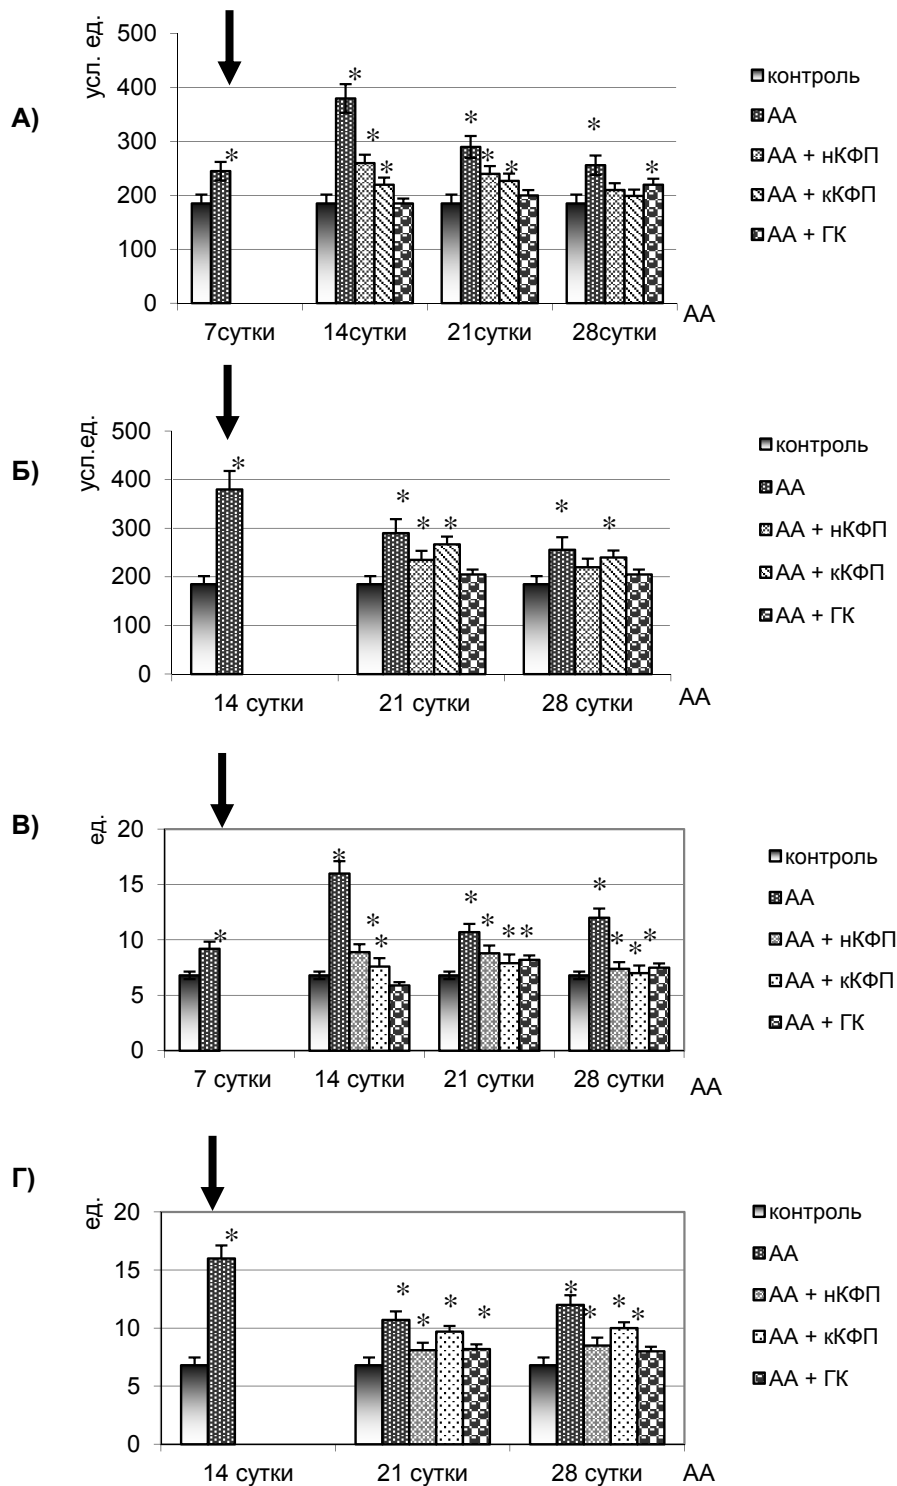 А)
усл. ед.
500
400
300
200
100
0
* * * * * * * * *
7сутки 14сутки 21сутки 28сутки АА
контроль
АА
АА + нКФП
АА + кКФП
АА + ГК
Б)
усл.ед.
500
400
300
200
100
0
* * * * * *
14 сутки 21 сутки 28 сутки АА
контроль
АА
АА + нКФП
АА + кКФП
АА + ГК
В)
ед.
20
15
10
5
0
* * * * * * * * * * * *
7 сутки 14 сутки 21 сутки 28 сутки АА
контроль
АА
АА + нКФП
АА + кКФП
АА + ГК
Г)
ед.
20
15
10
5
0
* * * * * * * * *
14 сутки 21 сутки 28 сутки АА
контроль
АА
АА + нКФП
АА + кКФП
АА + ГК